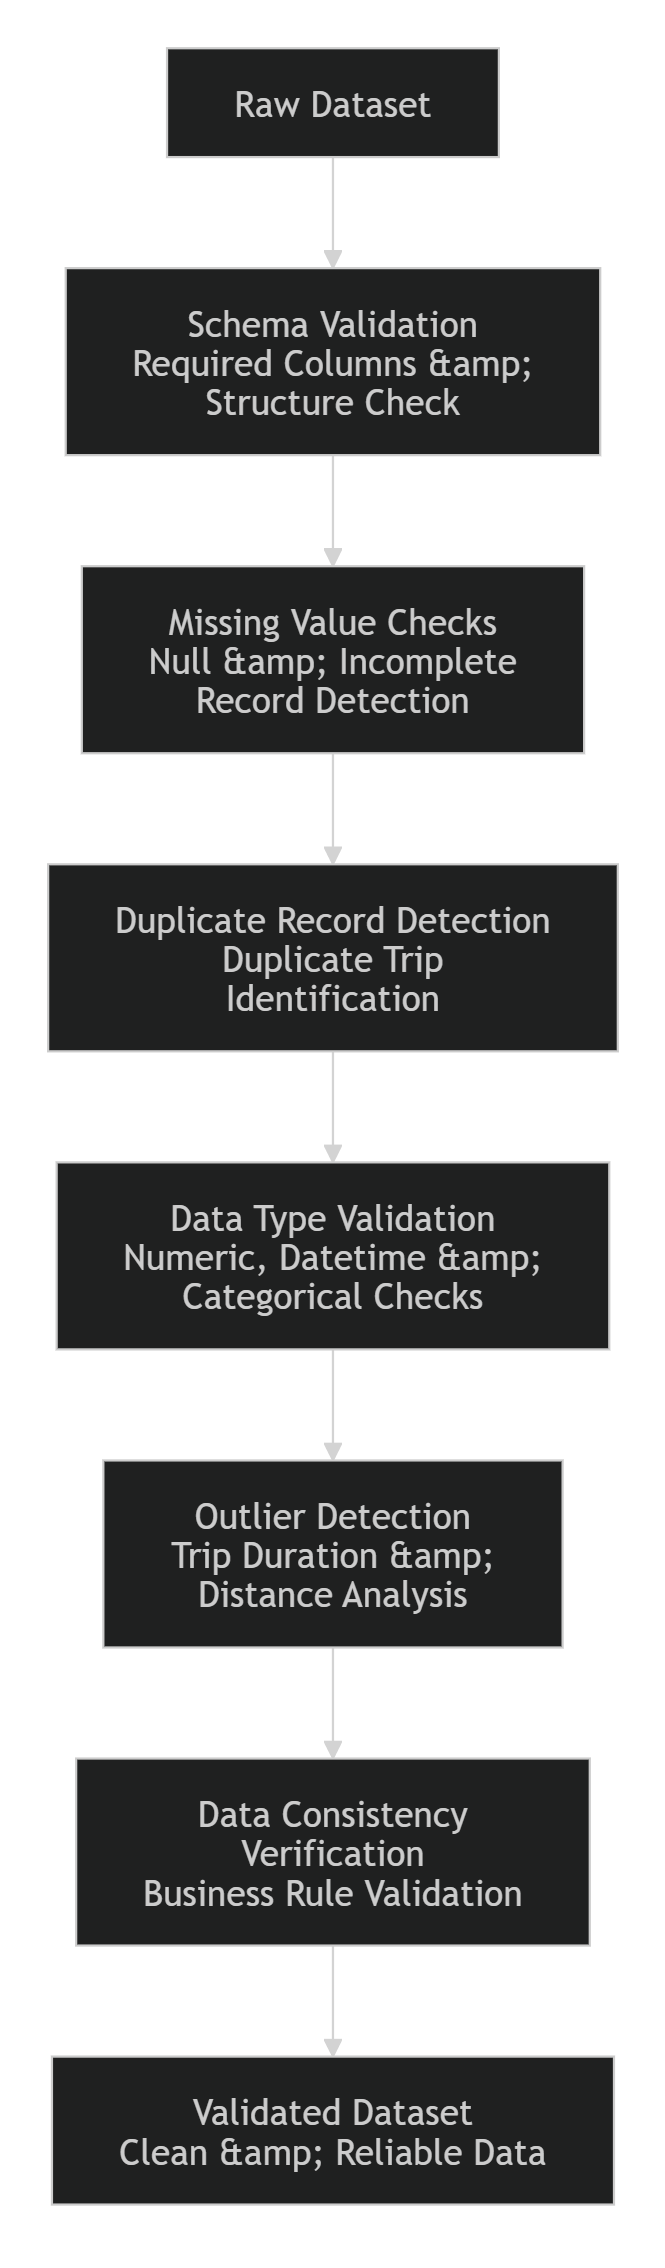 Raw Dataset
Schema Validation
Required Columns &amp;
Structure Check
Missing Value Checks
Null &amp; Incomplete
Record Detection
Duplicate Record Detection
Duplicate Trip
Identification
Data Type Validation
Numeric, Datetime &amp;
Categorical Checks
Outlier Detection
Trip Duration &amp;
Distance Analysis
Data Consistency
Verification
Business Rule Validation
Validated Dataset
Clean &amp; Reliable Data